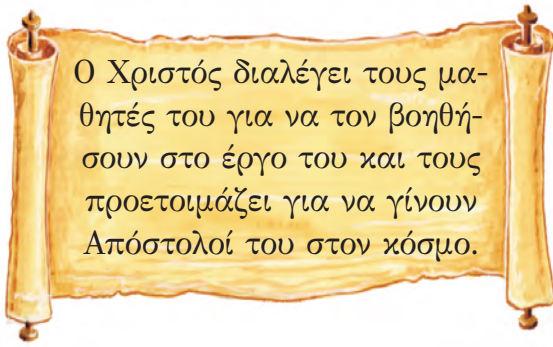 Ο Χριστός διαλέγει τους μα-
θητές του για να τον βοηθή-
σουν στο έργο του και τους
προετοιμάζει για να γίνουν
Απόστολοί του στον κόσμο.